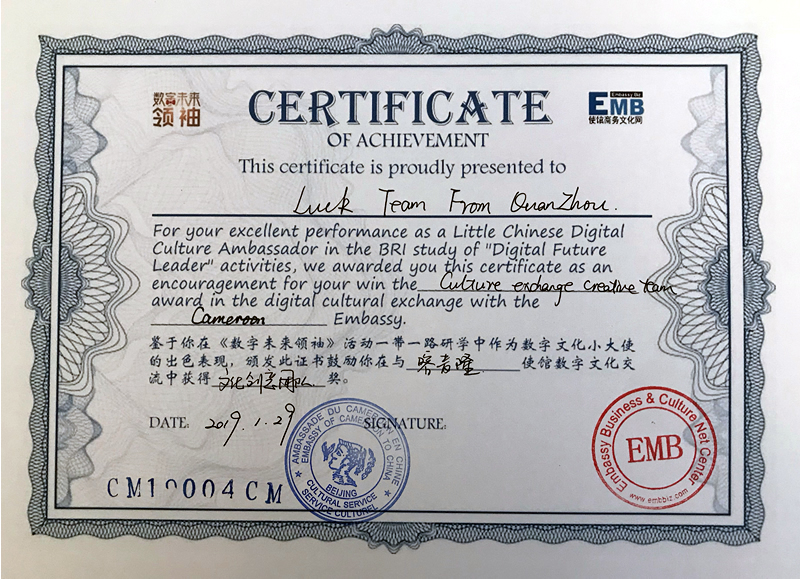 数字未来
领袖
CERTIFICATE
Embassy Biz
EMB
使馆商务文化网
OF ACHIEVEMENT
This certificate is proudly presented to
Luck Team From QuanZhou.
For your excellent performance as a Little Chinese Digital
Culture Ambassador in the BRI study of "Digital Future
Leader" activities, we awarded you this certificate as an
encouragement for your win the Culture exchange creative team
award in the digital cultural exchange with the
Cameroon Embassy.
鉴于你在《数字未来领袖》活动一带一路研学中作为数字文化小大使
的出色表现，颁发此证书鼓励你在与 使馆数字文化交
流中获得 文化创意团队 奖。
DATE: 2019.1.29 SIGNATURE:
AMBASSADE DU CAMEROUN EN CHINE
EMBASSY OF CAMEROON TO CHINA
BEIJING
CULTURAL SERVICE
SERVICE CULTUREL
Embassy Business & Culture Net Center
EMB
www.embbiz.com
CM19004CM